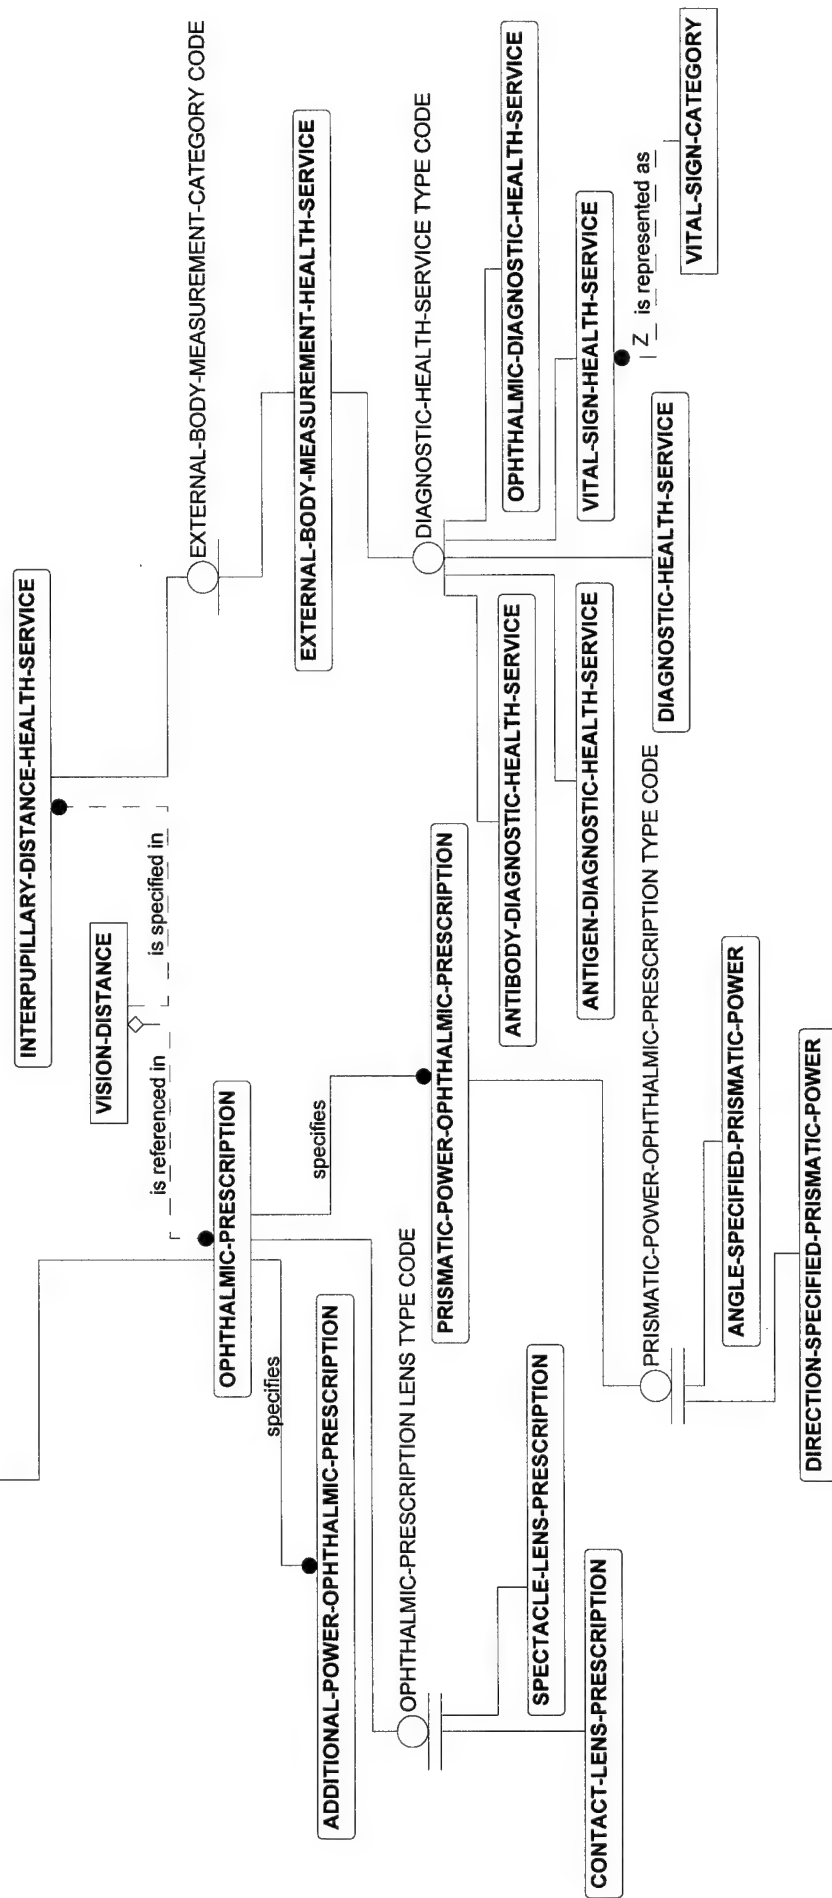 INTERPUPILLARY-DISTANCE-HEALTH-SERVICE
VISION-DISTANCE
is specified in
is referenced in
EXTERNAL-BODY-MEASUREMENT-CATEGORY CODE
OPHTHALMIC-PRESCRIPTION
EXTERNAL-BODY-MEASUREMENT-HEALTH-SERVICE
specifies
specifies
ADDITIONAL-POWER-OPHTHALMIC-PRESCRIPTION
DIAGNOSTIC-HEALTH-SERVICE TYPE CODE
OPHTHALMIC-PRESCRIPTION LENS TYPE CODE
PRISMATIC-POWER-OPHTHALMIC-PRESCRIPTION
ANTIBODY-DIAGNOSTIC-HEALTH-SERVICE
OPHTHALMIC-DIAGNOSTIC-HEALTH-SERVICE
SPECTACLE-LENS-PRESCRIPTION
ANTIGEN-DIAGNOSTIC-HEALTH-SERVICE
VITAL-SIGN-HEALTH-SERVICE
CONTACT-LENS-PRESCRIPTION
Z is represented as
PRISMATIC-POWER-OPHTHALMIC-PRESCRIPTION TYPE CODE
DIAGNOSTIC-HEALTH-SERVICE
VITAL-SIGN-CATEGORY
ANGLE-SPECIFIED-PRISMATIC-POWER
DIRECTION-SPECIFIED-PRISMATIC-POWER